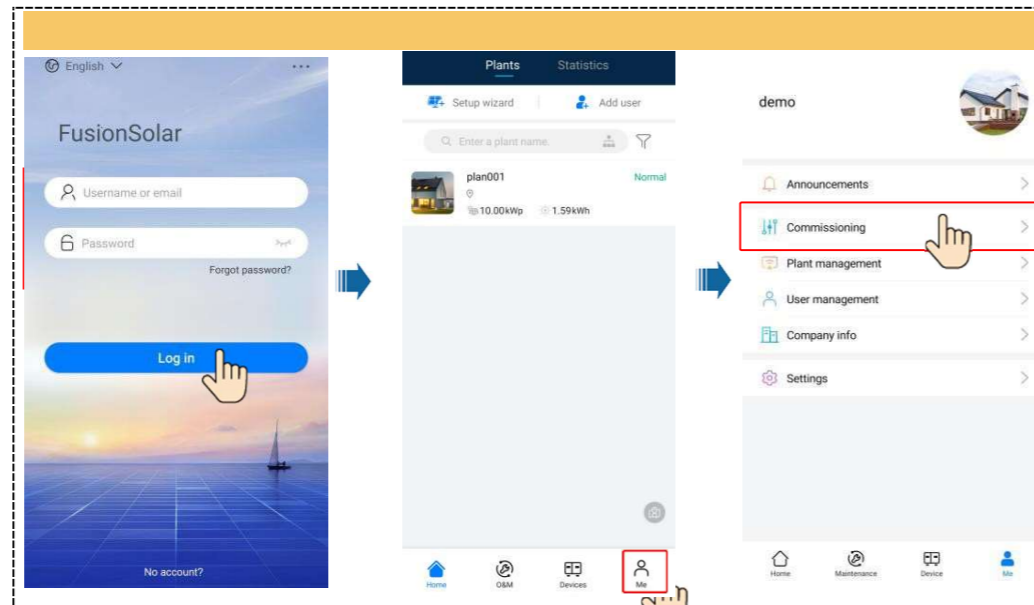 English
...
FusionSolar
Username or email
Password
Forgot password?
Log in
No account?
Plants Statistics
Setup wizard Add user
Enter a plant name.
plan001 Normal
10.00kWp 1.59kWh
Home O&M Devices Me
demo
Announcements
Commissioning
Plant management
User management
Company info
Settings
Home Maintenance Device Me